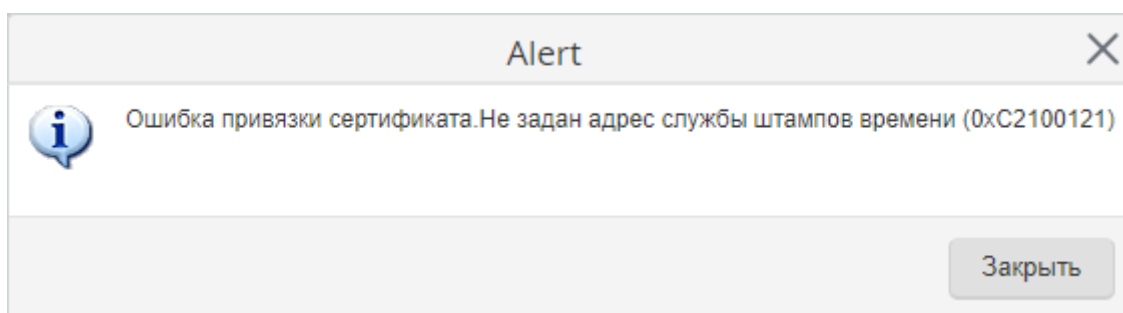 Alert
Ошибка привязки сертификата.Не задан адрес службы штампов времени (0xC2100121)
Закрыть